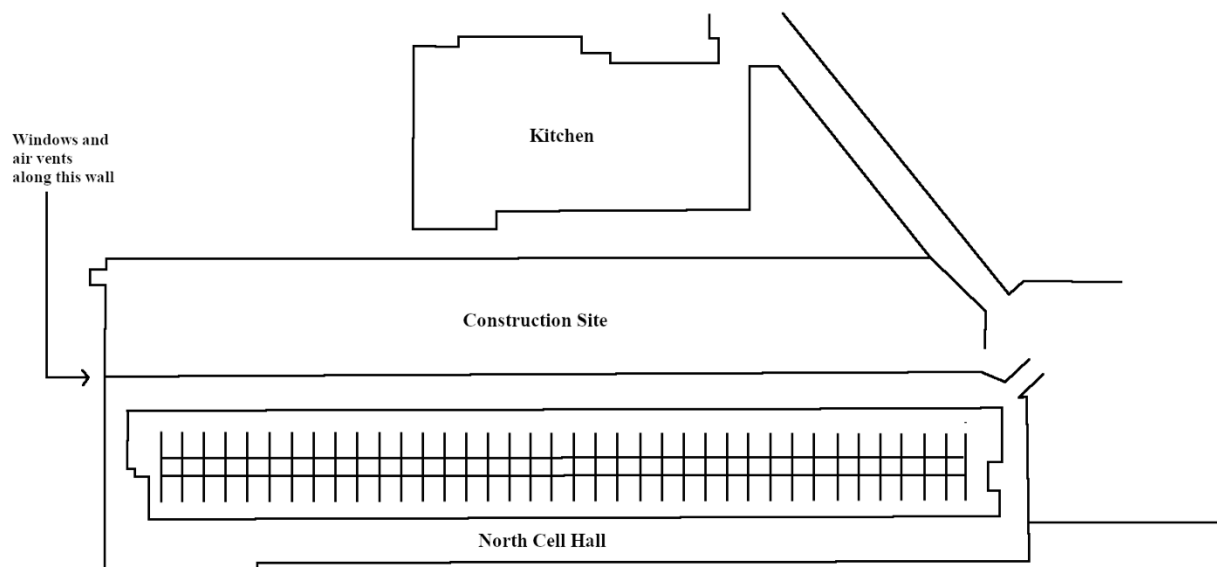 Kitchen
Windows and
air vents
along this wall
Construction Site
North Cell Hall